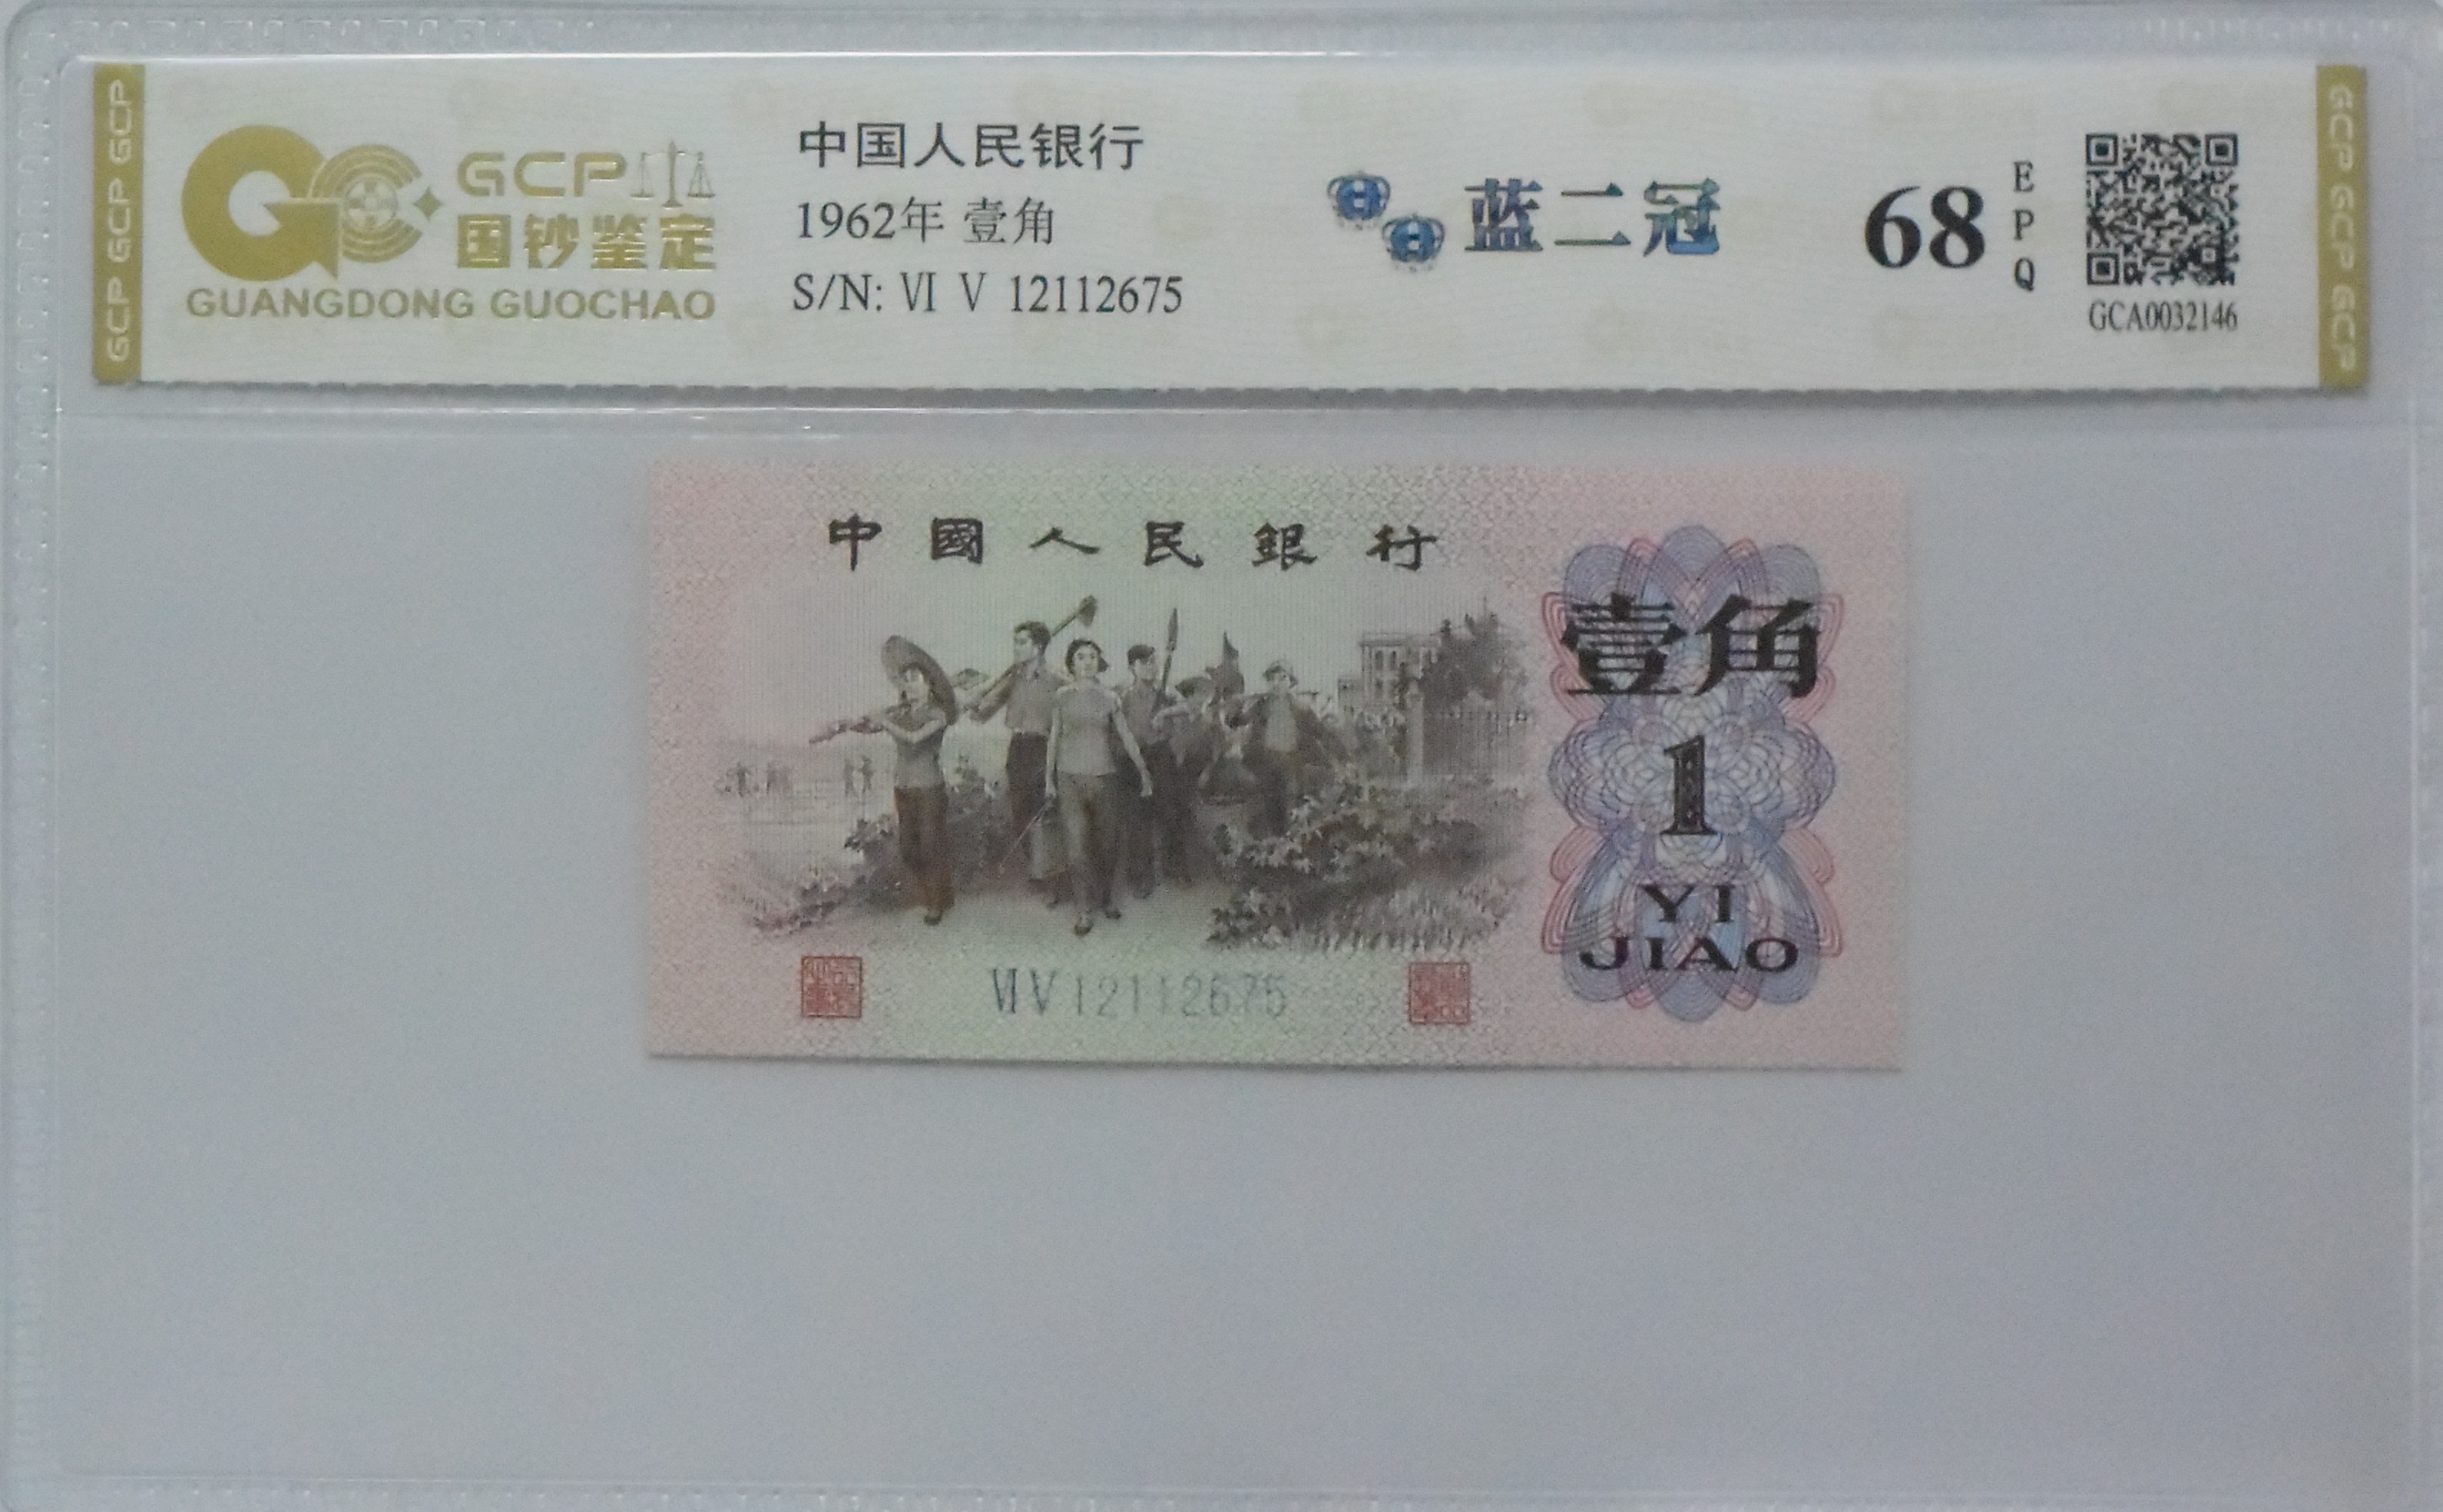 GCP GCP GCP
GCP
国钞鉴定
GUANGDONG GUOCHAO
中国人民银行
1962年 壹角
S/N: Ⅵ Ⅴ 12112675
蓝二冠
68
EPQ
GCA0032146
GCP GCP GCP
中國人民銀行
壹角
1
YI
JIAO
ⅥⅤ12112675